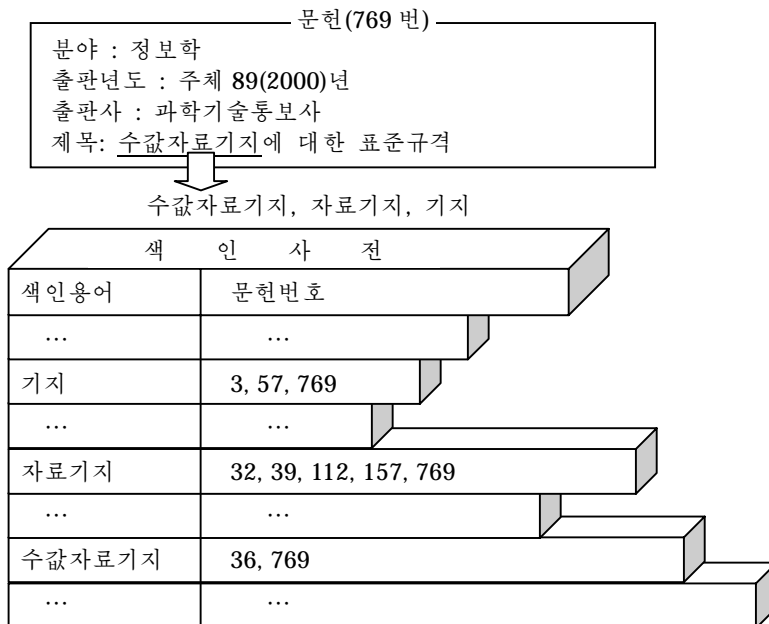 문헌(769 번)
분야 : 정보학
출판년도 : 주체 89(2000)년
출판사 : 과학기술통보사
제목: 수값자료기지에 대한 표준규격
수값자료기지, 자료기지, 기지
색 인 사 전
색인용어 문헌번호
… …
기지 3, 57, 769
… …
자료기지 32, 39, 112, 157, 769
… …
수값자료기지 36, 769
… …